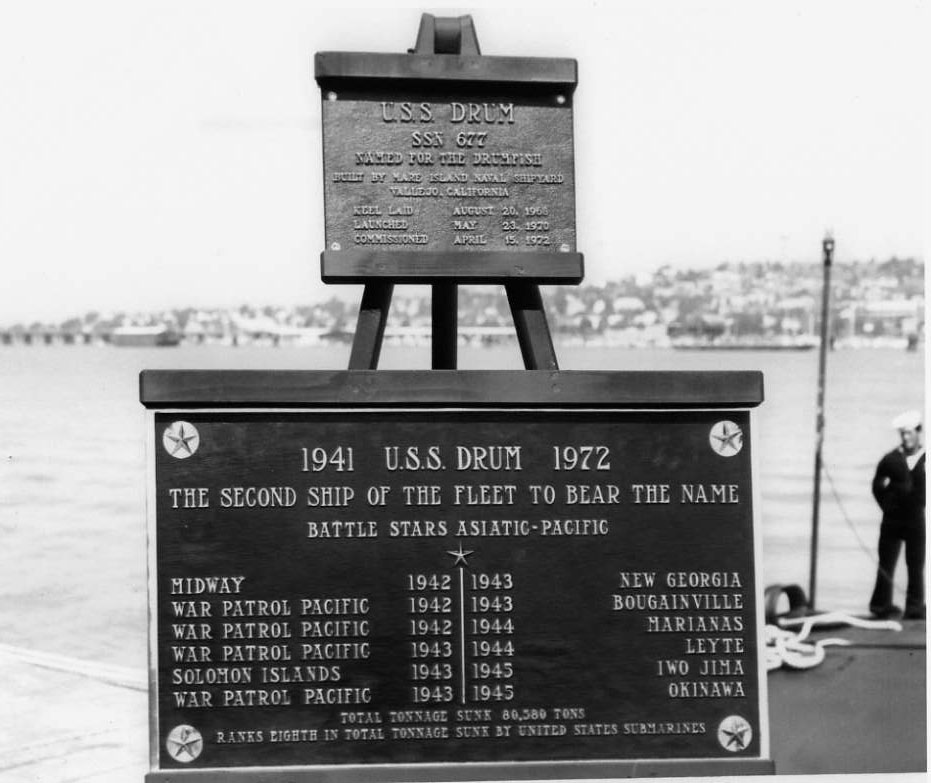 U.S.S. DRUM
SSN 677
NAMED FOR THE DRUMFISH
BUILT BY MARE ISLAND NAVAL SHIPYARD
VALLEJO, CALIFORNIA
KEEL LAID AUGUST 20, 1968
LAUNCHED MAY 23, 1970
COMMISSIONED APRIL 15, 1972
1941 U.S.S. DRUM 1972
THE SECOND SHIP OF THE FLEET TO BEAR THE NAME
BATTLE STARS ASIATIC-PACIFIC
MIDWAY 1942 1943 NEW GEORGIA
WAR PATROL PACIFIC 1942 1943 BOUGAINVILLE
WAR PATROL PACIFIC 1942 1944 MARIANAS
WAR PATROL PACIFIC 1943 1944 LEYTE
SOLOMON ISLANDS 1943 1945 IWO JIMA
WAR PATROL PACIFIC 1943 1945 OKINAWA
TOTAL TONNAGE SUNK 80,580 TONS
RANKS EIGHTH IN TOTAL TONNAGE SUNK BY UNITED STATES SUBMARINES